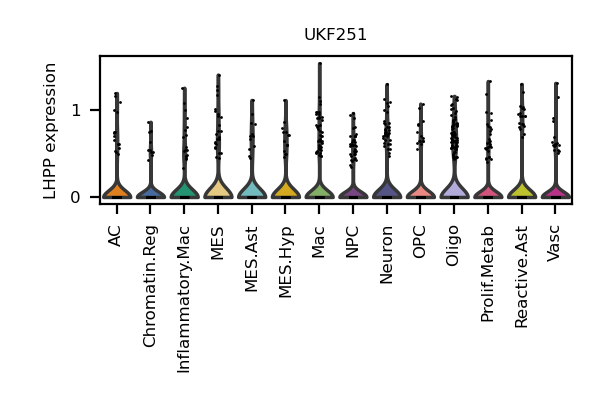 UKF251
LHPP expression
1
0
AC
Chromatin.Reg
Inflammatory.Mac
MES
MES.Ast
MES.Hyp
Mac
NPC
Neuron
OPC
Oligo
Prolif.Metab
Reactive.Ast
Vasc